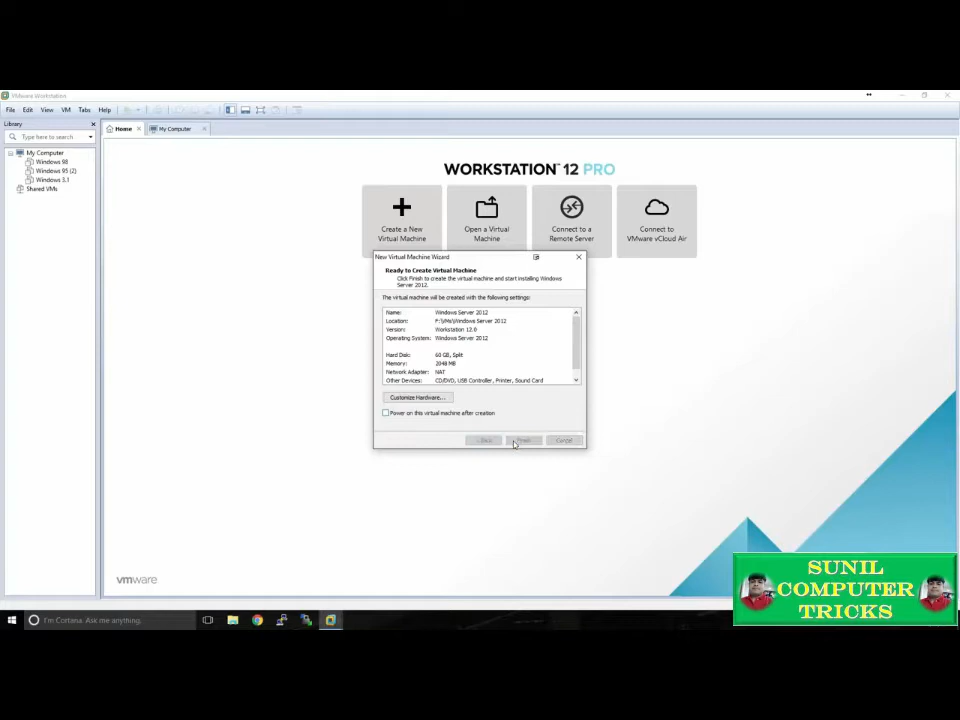 VMware Workstation
File Edit View VM Tabs Help
Library
Type here to search
Home
My Computer
My Computer
Windows 98
Windows 95 (2)
Windows 3.1
Shared VMs
WORKSTATION™ 12 PRO
Create a New
Virtual Machine
Open a Virtual
Machine
Connect to a
Remote Server
Connect to
VMware vCloud Air
New Virtual Machine Wizard
Ready to Create Virtual Machine
Click Finish to create the virtual machine and start installing Windows
Server 2012.
The virtual machine will be created with the following settings:
Name: Windows Server 2012
Location: F:\VMs\Windows Server 2012
Version: Workstation 12.0
Operating System: Windows Server 2012
Hard Disk: 60 GB, Split
Memory: 2048 MB
Network Adapter: NAT
Other Devices: CD/DVD, USB Controller, Printer, Sound Card
Customize Hardware...
Power on this virtual machine after creation
< Back Finish Cancel
vmware
SUNIL
COMPUTER
TRICKS
I'm Cortana. Ask me anything.